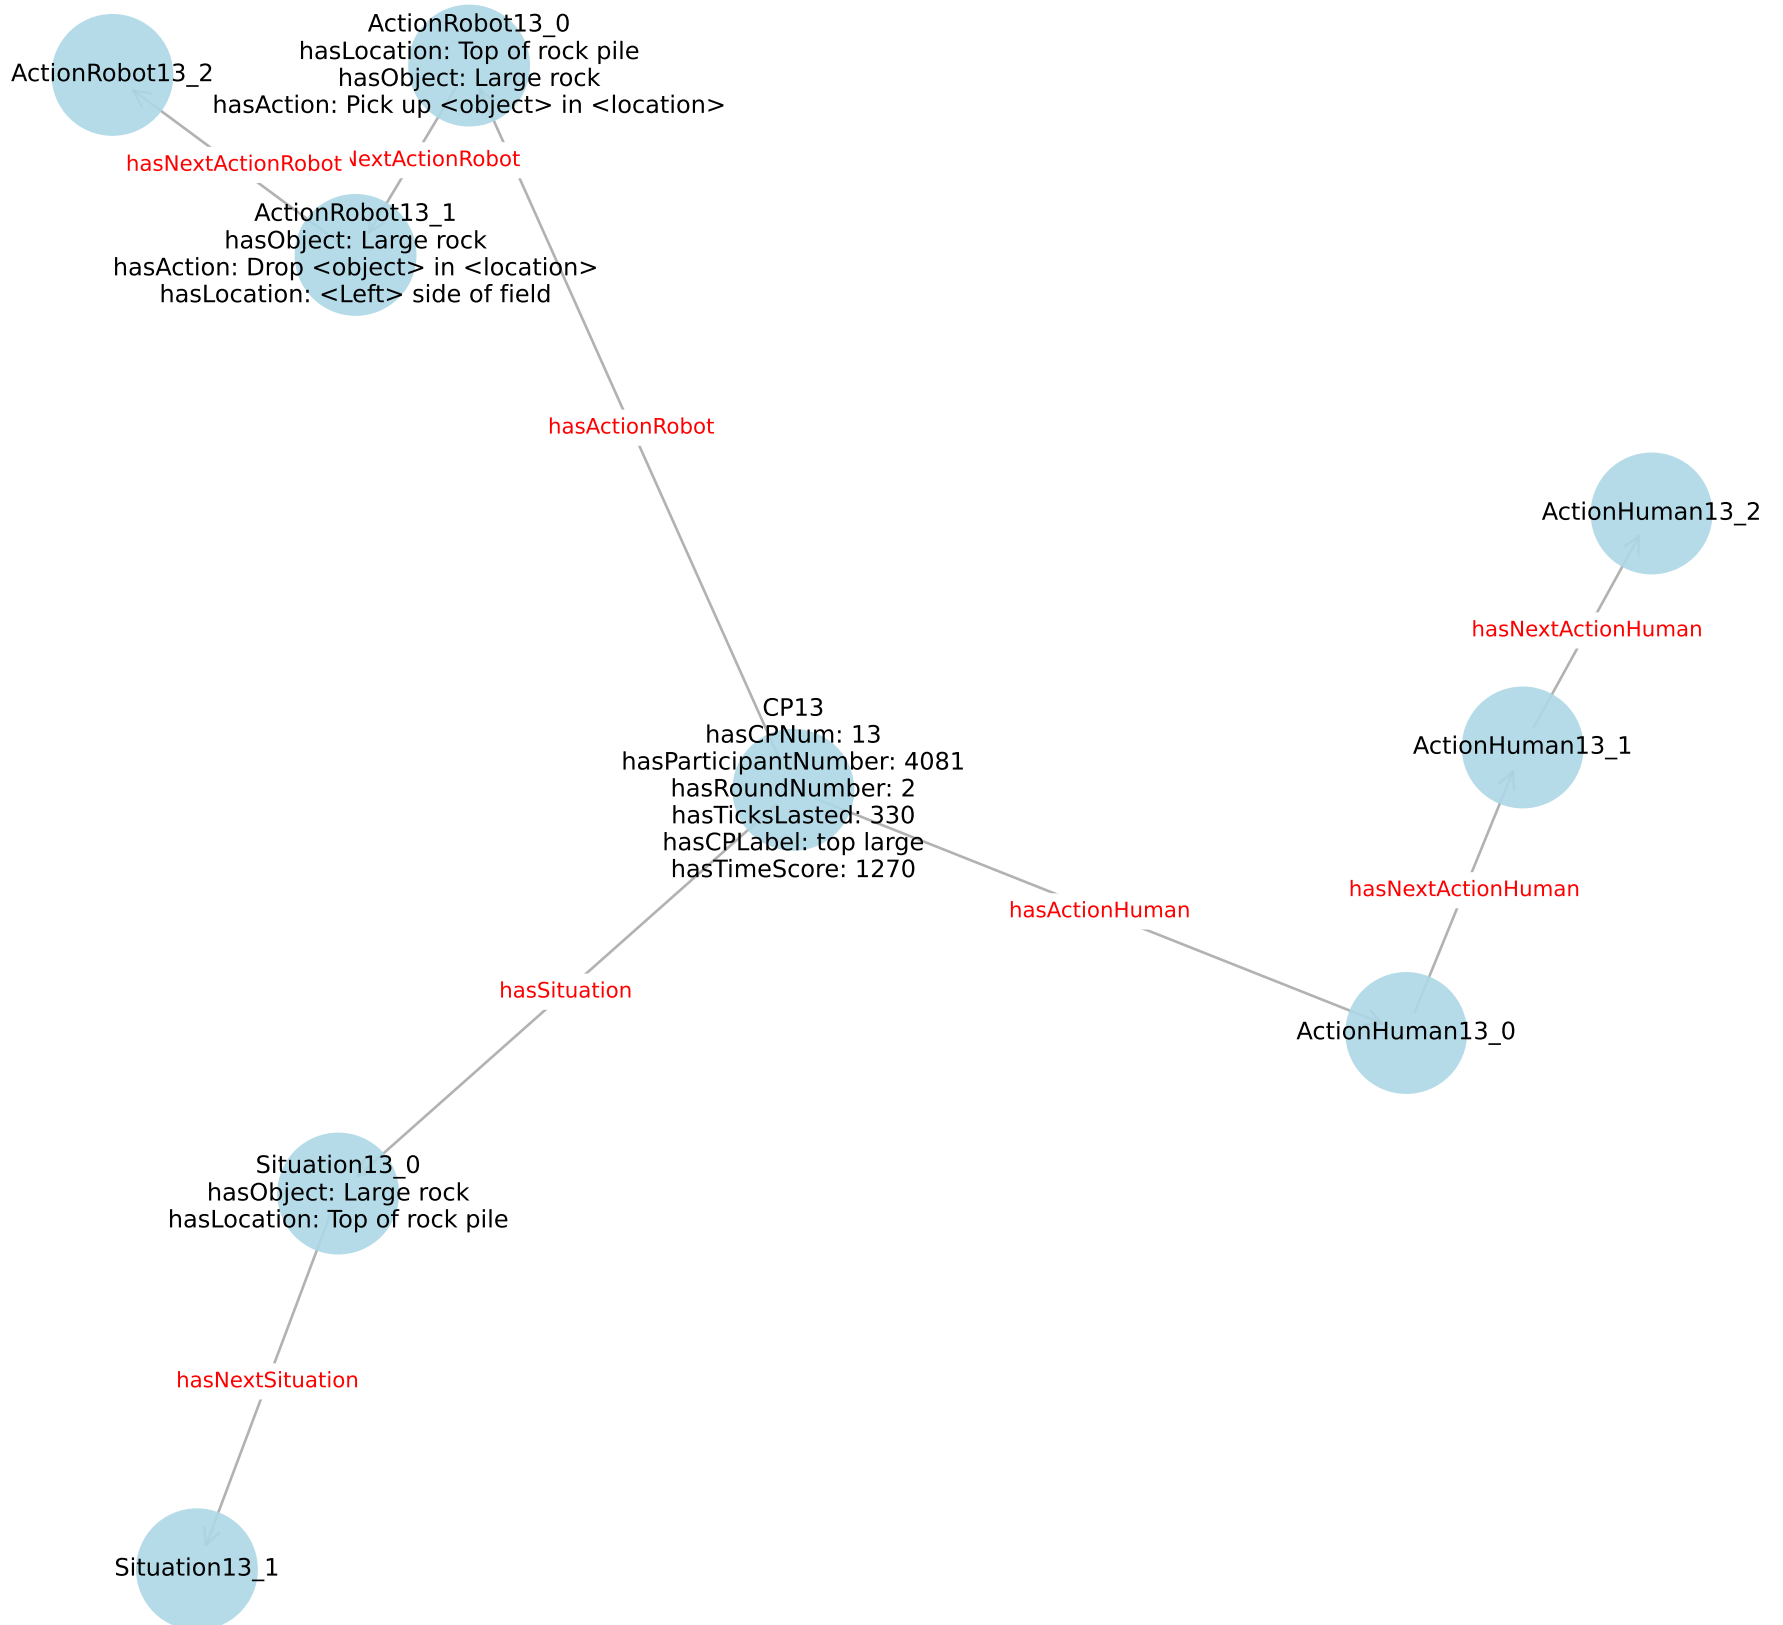 ActionRobot13_0
hasLocation: Top of rock pile
hasObject: Large rock
hasAction: Pick up <object> in <location>
ActionRobot13_2
hasNextActionRobot
NextActionRobot
ActionRobot13_1
hasObject: Large rock
hasAction: Drop <object> in <location>
hasLocation: <Left> side of field
hasActionRobot
ActionHuman13_2
hasNextActionHuman
ActionHuman13_1
CP13
hasCPNum: 13
hasParticipantNumber: 4081
hasRoundNumber: 2
hasTicksLasted: 330
hasCPLabel: top large
hasTimeScore: 1270
hasNextActionHuman
hasActionHuman
hasSituation
ActionHuman13_0
Situation13_0
hasObject: Large rock
hasLocation: Top of rock pile
hasNextSituation
Situation13_1